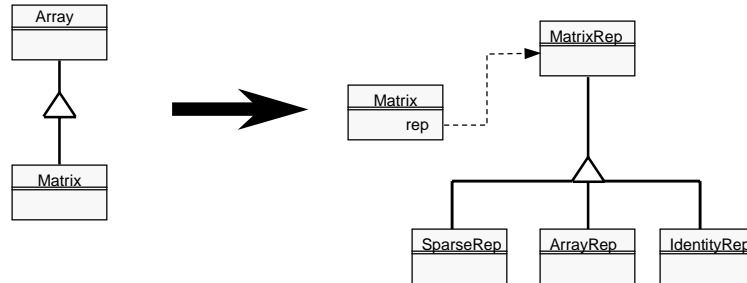 Array
Matrix
MatrixRep
Matrix
rep
SparseRep
ArrayRep
IdentityRep